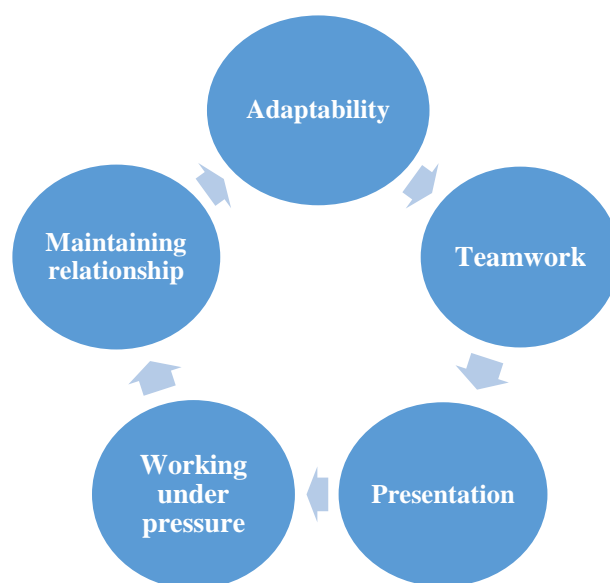 Adaptability
Teamwork
Presentation
Working
under
pressure
Maintaining
relationship